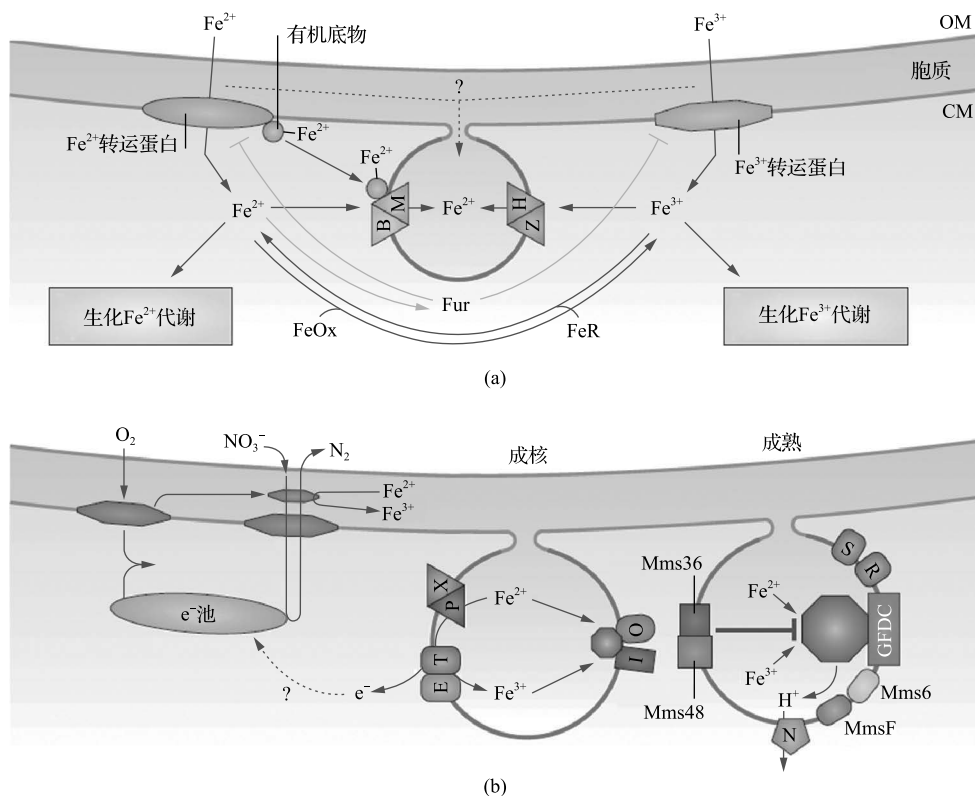 Fe²⁺
有机底物
Fe³⁺
OM
胞质
?
CM
Fe²⁺转运蛋白
Fe²⁺
Fe²⁺
Fe³⁺转运蛋白
Fe²⁺
B
M
Fe²⁺
H
Z
Fe³⁺
Fur
生化Fe²⁺代谢
FeOx
FeR
生化Fe³⁺代谢
(a)
O₂
NO₃⁻
N₂
成核
成熟
Fe²⁺
Fe³⁺
S
R
Mms36
X
P
Fe²⁺
Fe²⁺
e⁻池
O
I
GFDC
T
E
?
e⁻
Fe³⁺
Fe³⁺
Mms48
H⁺
Mms6
N
MmsF
(b)